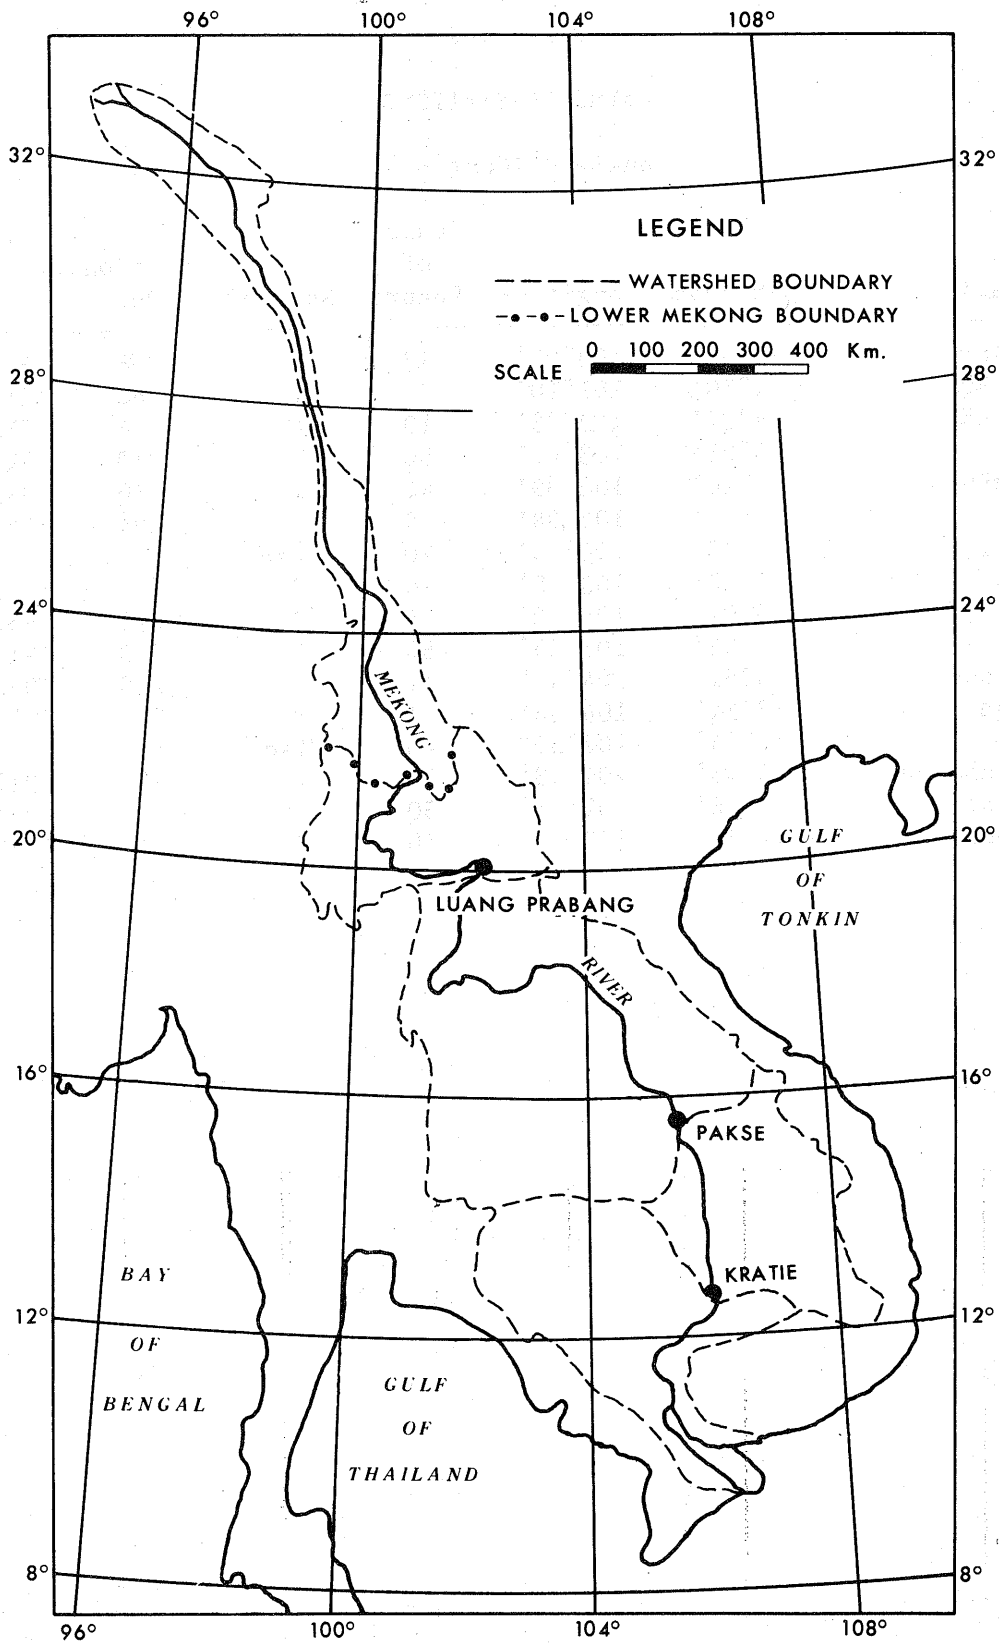 96° 100° 104° 108°
32° 32°
LEGEND
WATERSHED BOUNDARY
LOWER MEKONG BOUNDARY
0 100 200 300 400 Km.
SCALE
28° 28°
24° 24°
MEKONG
20° 20°
GULF
OF
TONKIN
LUANG PRABANG
RIVER
16° 16°
PAKSE
KRATIE
BAY
OF
BENGAL
12° 12°
GULF
OF
THAILAND
8° 8°
96° 100° 104° 108°